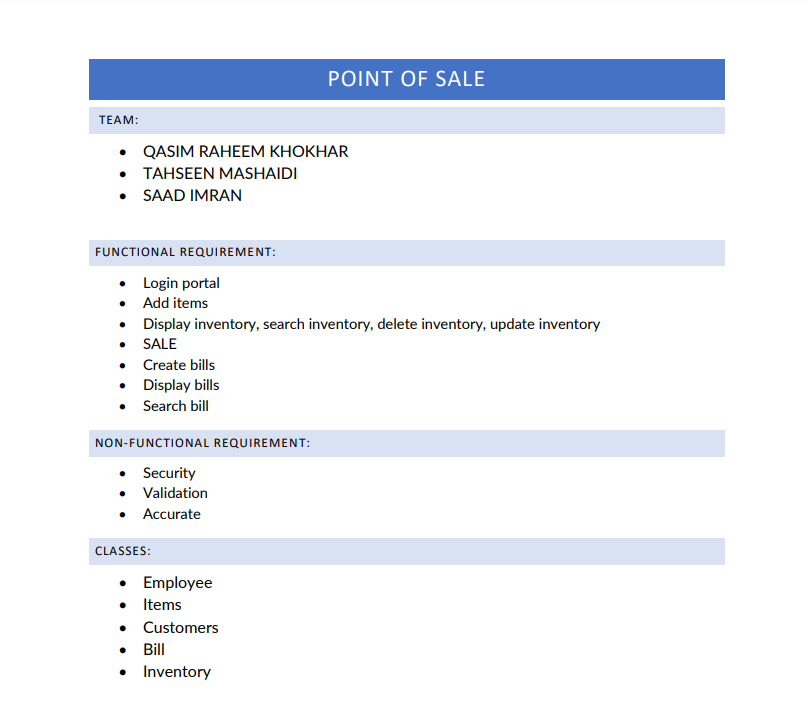 POINT OF SALE
TEAM:
• QASIM RAHEEM KHOKHAR
• TAHSEEN MASHAIDI
• SAAD IMRAN
FUNCTIONAL REQUIREMENT:
• Login portal
• Add items
• Display inventory, search inventory, delete inventory, update inventory
• SALE
• Create bills
• Display bills
• Search bill
NON-FUNCTIONAL REQUIREMENT:
• Security
• Validation
• Accurate
CLASSES:
• Employee
• Items
• Customers
• Bill
• Inventory